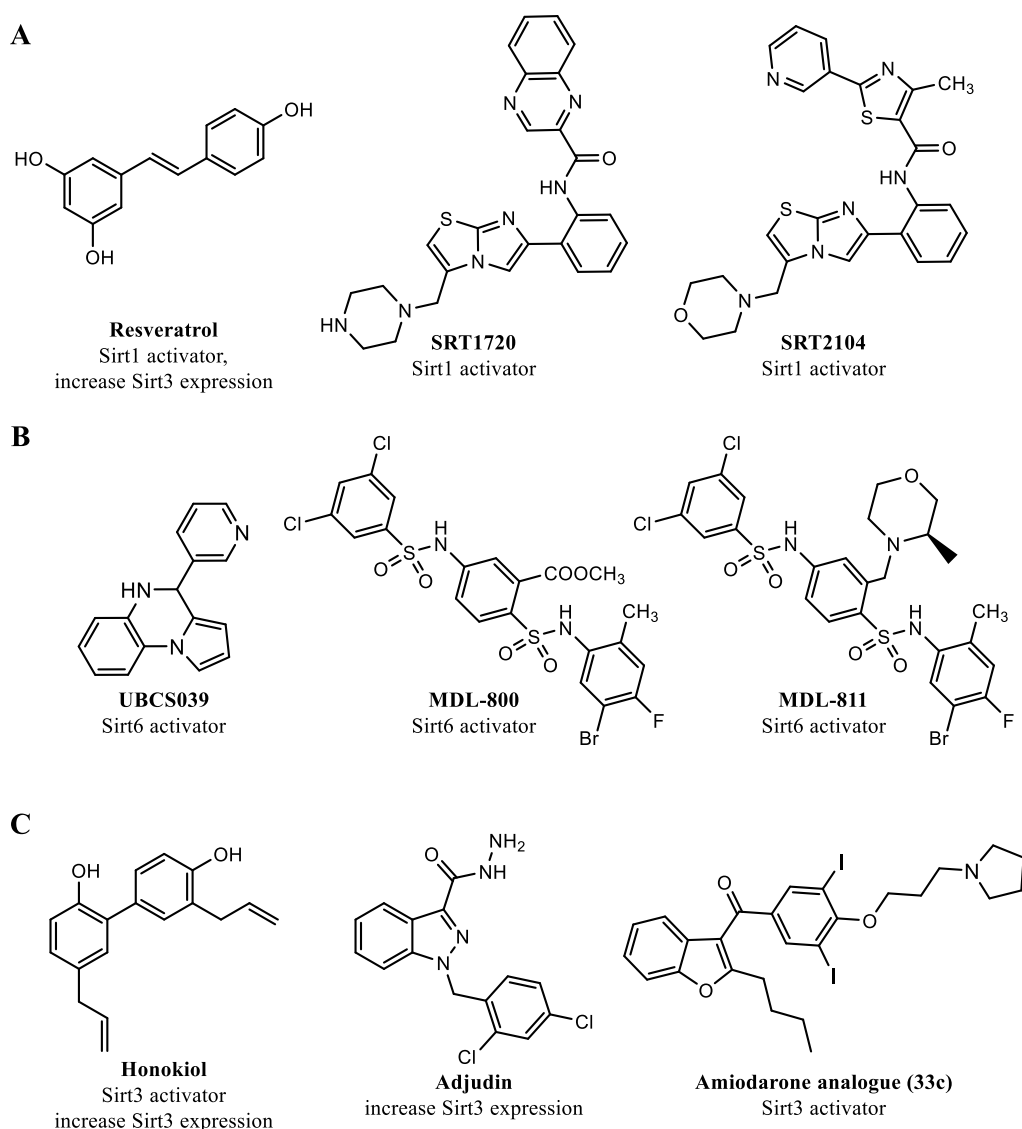 A
OH
HO
OH
Resveratrol
Sirt1 activator,
increase Sirt3 expression
N
N
O
HN
S
N
N
N
HN
SRT1720
Sirt1 activator
N
N
S
CH3
O
HN
S
N
N
N
O
SRT2104
Sirt1 activator
B
N
HN
N
UBCS039
Sirt6 activator
Cl
Cl
H
N
S
O
O
COOCH3
H
N
CH3
S
O
O
F
Br
MDL-800
Sirt6 activator
Cl
Cl
O
N
H
N
S
O
O
H
N
CH3
S
O
O
F
Br
MDL-811
Sirt6 activator
C
OH
OH
Honokiol
Sirt3 activator
increase Sirt3 expression
NH2
O
NH
N
N
Cl
Cl
Adjudin
increase Sirt3 expression
N
I
O
O
I
O
Amiodarone analogue (33c)
Sirt3 activator